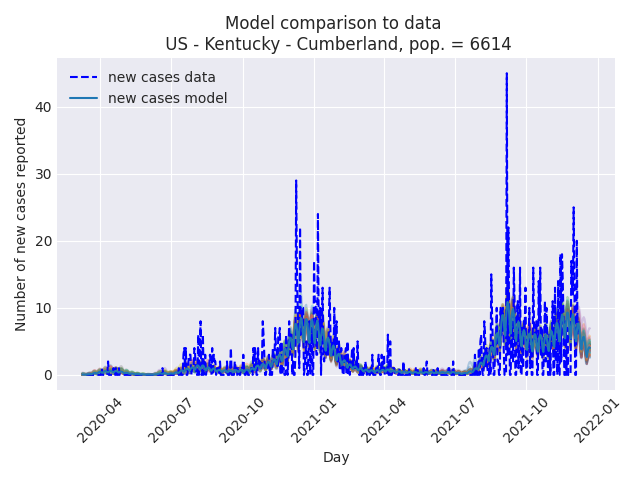 Model comparison to data
US - Kentucky - Cumberland, pop. = 6614
new cases data
new cases model
Number of new cases reported
40
30
20
10
0
2020-04
2020-07
2020-10
2021-01
2021-04
2021-07
2021-10
2022-01
Day